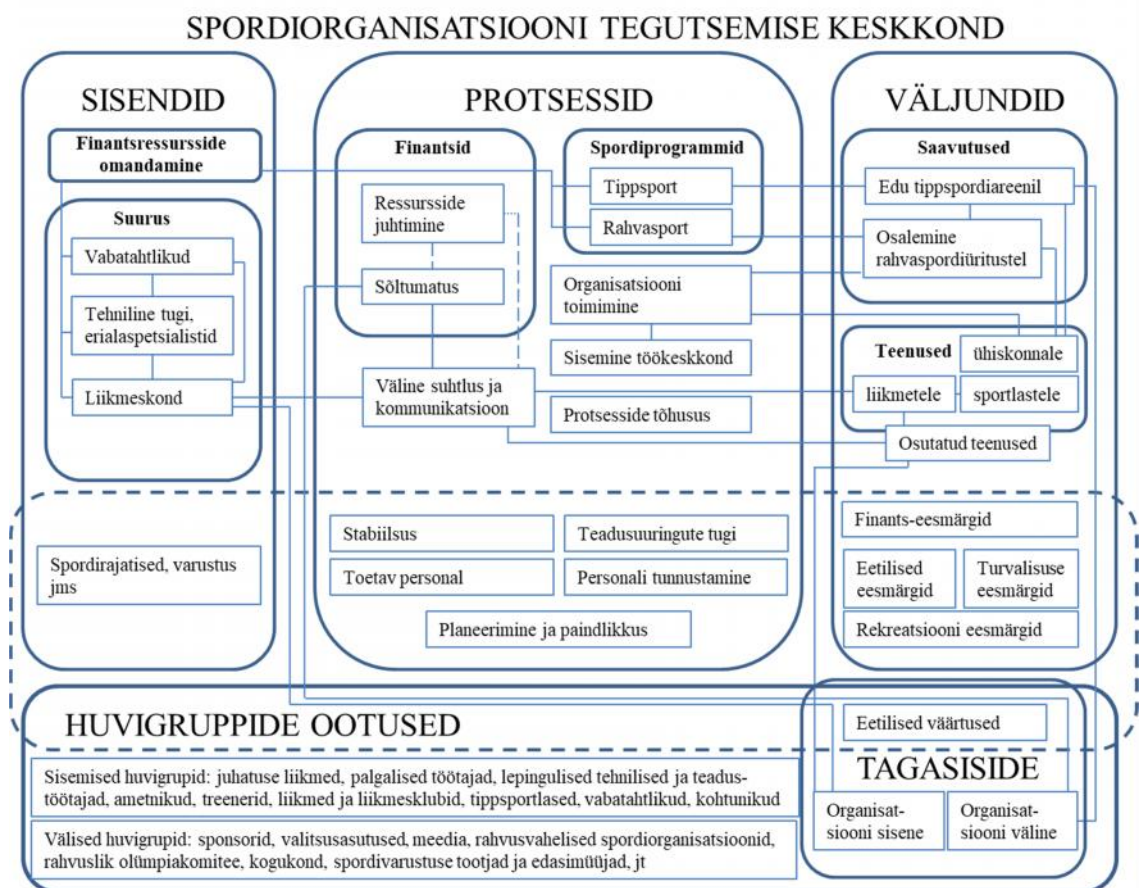 SPORDIORGANISATSIOONI TEGUTSEMISE KESKKOND
SISENDID
Finantsressursside
omandamine
Suurus
Vabatahtlikud
Tehniline tugi,
erialaspetsialistid
Liikmeskond
Spordirajatised, varustus
jms
PROTSESSID
Finantsid
Ressursside
juhtimine
Sõltumatus
Väline suhtlus ja
kommunikatsioon
Spordiprogrammid
Tippsport
Rahvasport
Organisatsiooni
toimimine
Sisemine töökeskkond
Protsesside tõhusus
Stabiilsus
Teadusuuringute tugi
Toetav personal
Personali tunnustamine
Planeerimine ja paindlikkus
VÄLJUNDID
Saavutused
Edu tippspordiareenil
Osalemine
rahvaspordiüritustel
Teenused
ühiskonnale
liikmetele
sportlastele
Osutatud teenused
Finants-eesmärgid
Eetilised
eesmärgid
Turvalisuse
eesmärgid
Rekreatsiooni eesmärgid
HUVIGRUPPIDE OOTUSED
Sisemised huvigrupid: juhatuse liikmed, palgalised töötajad, lepingulised tehnilised ja teadus-
töötajad, ametnikud, treenerid, liikmed ja liikmesklubid, tippsportlased, vabatahtlikud, kohtunikud
Välised huvigrupid: sponsorid, valitsusasutused, meedia, rahvusvahelised spordiorganisatsioonid,
rahvuslik olümpiakomitee, kogukond, spordivarustuse tootjad ja edasimüüjad, jt
Eetilised väärtused
TAGASISIDE
Organisat-
siooni sisene
Organisat-
siooni väline